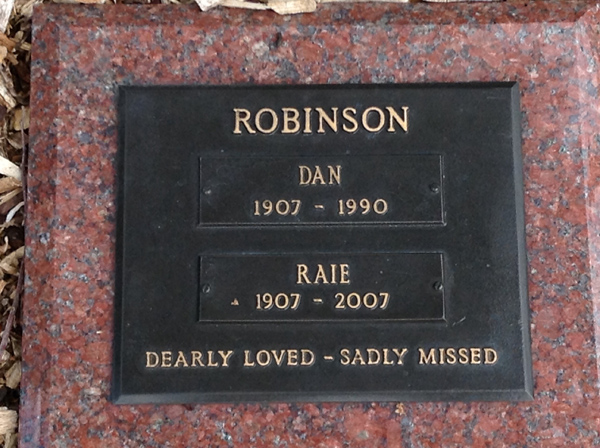 ROBINSON
DAN
1907 - 1990
RAIE
1907 - 2007
DEARLY LOVED - SADLY MISSED